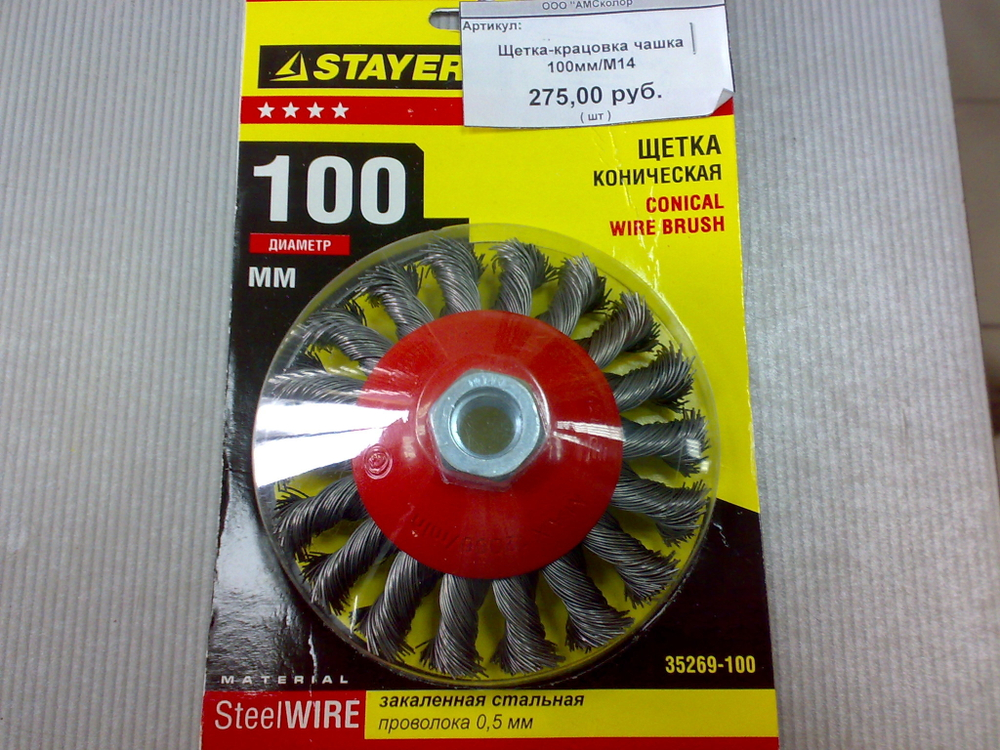 ООО "АМСколор
Артикул:
Щетка-крацовка чашка
100мм/М14
275,00 руб.
( шт )
STAYER
100
ДИАМЕТР
ММ
ЩЕТКА
КОНИЧЕСКАЯ
CONICAL
WIRE BRUSH
35269-100
MATERIAL
SteelWIRE
закаленная стальная
проволока 0,5 мм